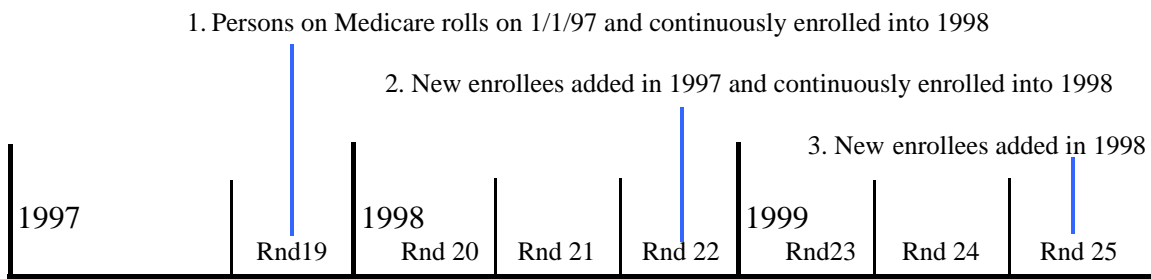 1. Persons on Medicare rolls on 1/1/97 and continuously enrolled into 1998
2. New enrollees added in 1997 and continuously enrolled into 1998
3. New enrollees added in 1998
1997 1998 1999
Rnd19 Rnd 20 Rnd 21 Rnd 22 Rnd23 Rnd 24 Rnd 25